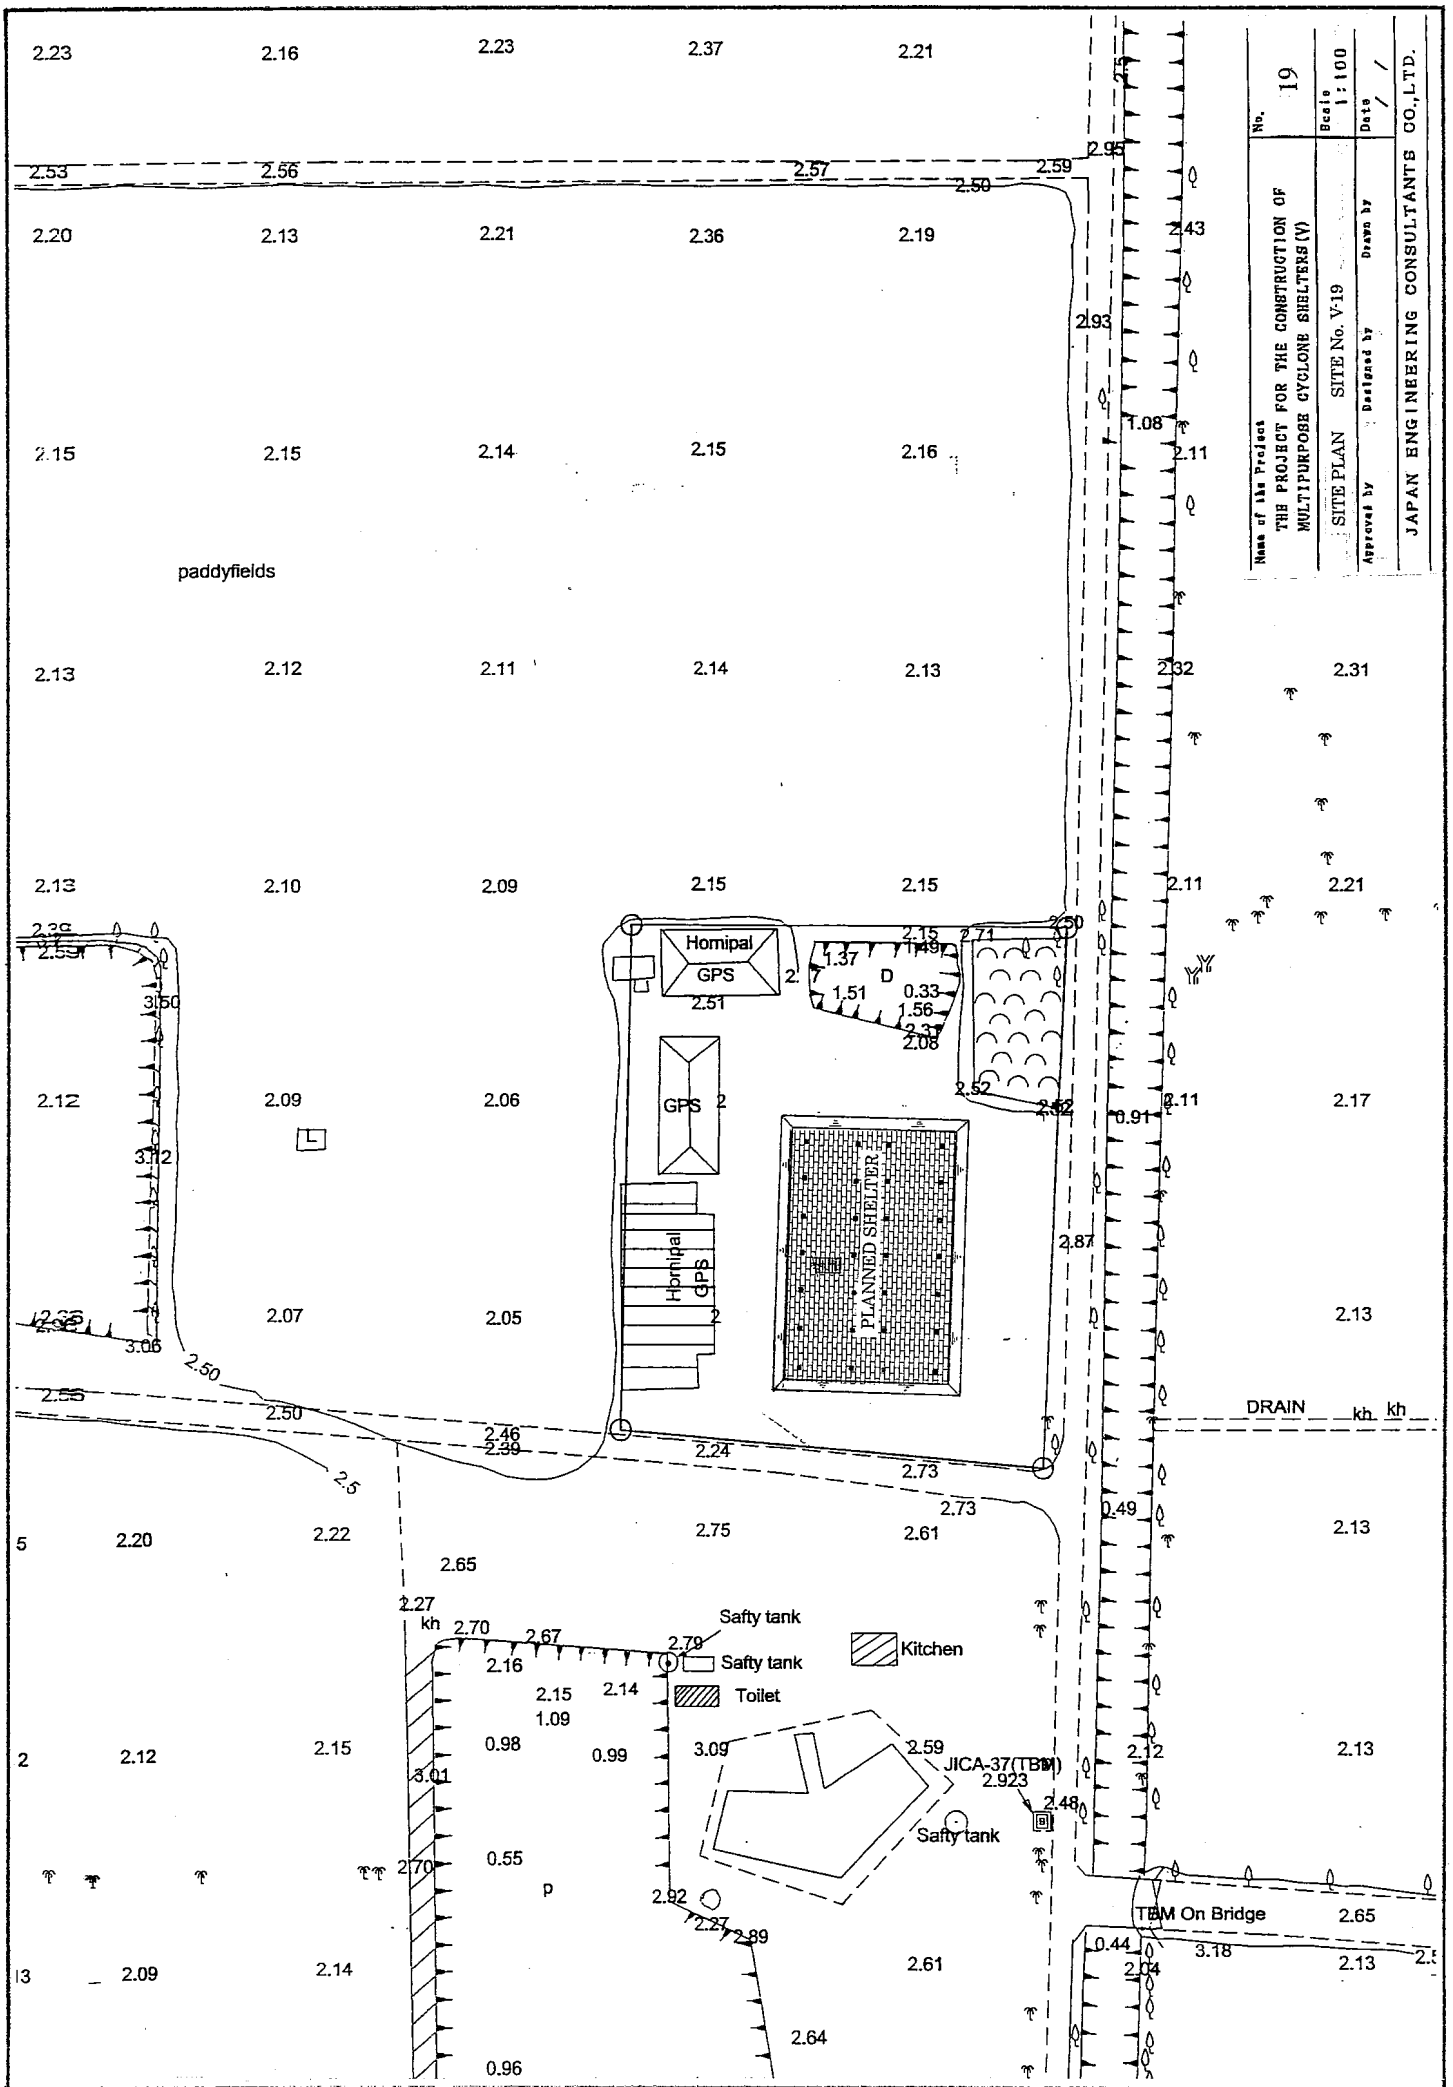 2.23 2.16 2.23 2.37 2.21
2.53 2.56 2.57 2.59 2.95
2.50
2.20 2.13 2.21 2.36 2.19 2.43
2.93
1.08
2.15 2.15 2.14 2.15 2.16 2.11
paddyfields
2.13 2.12 2.11 2.14 2.13 2.32 2.31
2.13 2.10 2.09 2.15 2.15 2.11 2.21
2.50
2.15 2.71
Hornipal
GPS
2.51
1.37 D 1.49
1.51 0.33
1.56
2.31
2.08
3.50
2.52
2.52
2.12 2.09 2.06 GPS 2 0.91 2.11 2.17
L
3.12
PLANNED SHELTER
2.87
Hornipal
GPS
2
2.07 2.05 2.13
3.06
2.50
2.50
2.46
2.39 2.24
2.73
2.5
DRAIN kh kh
2.73 0.49
5 2.20 2.22 2.75 2.61 2.13
2.65
2.27
kh 2.70 2.67 2.79
Safty tank
2.16 Safty tank Kitchen
2.15 2.14 Toilet
1.09
2 2.12 2.15 0.98 0.99 3.09 2.59 2.12 2.13
3.01
JICA-37(TBM)
2.923
2.48
Safty tank
2.70 0.55
p
2.92
2.27 2.89
TBM On Bridge 2.65
0.44 3.18
2.04
13 2.09 2.14 2.61 2.13
2.64
0.96
Name of the Project
THE PROJECT FOR THE CONSTRUCTION OF
MULTIPURPOSE CYCLONE SHELTERS (V)
No.
19
SITE PLAN SITE No. V-19
Scale
1:100
Approved by Designed by Drawn by Date / /
JAPAN ENGINEERING CONSULTANTS CO.,LTD.